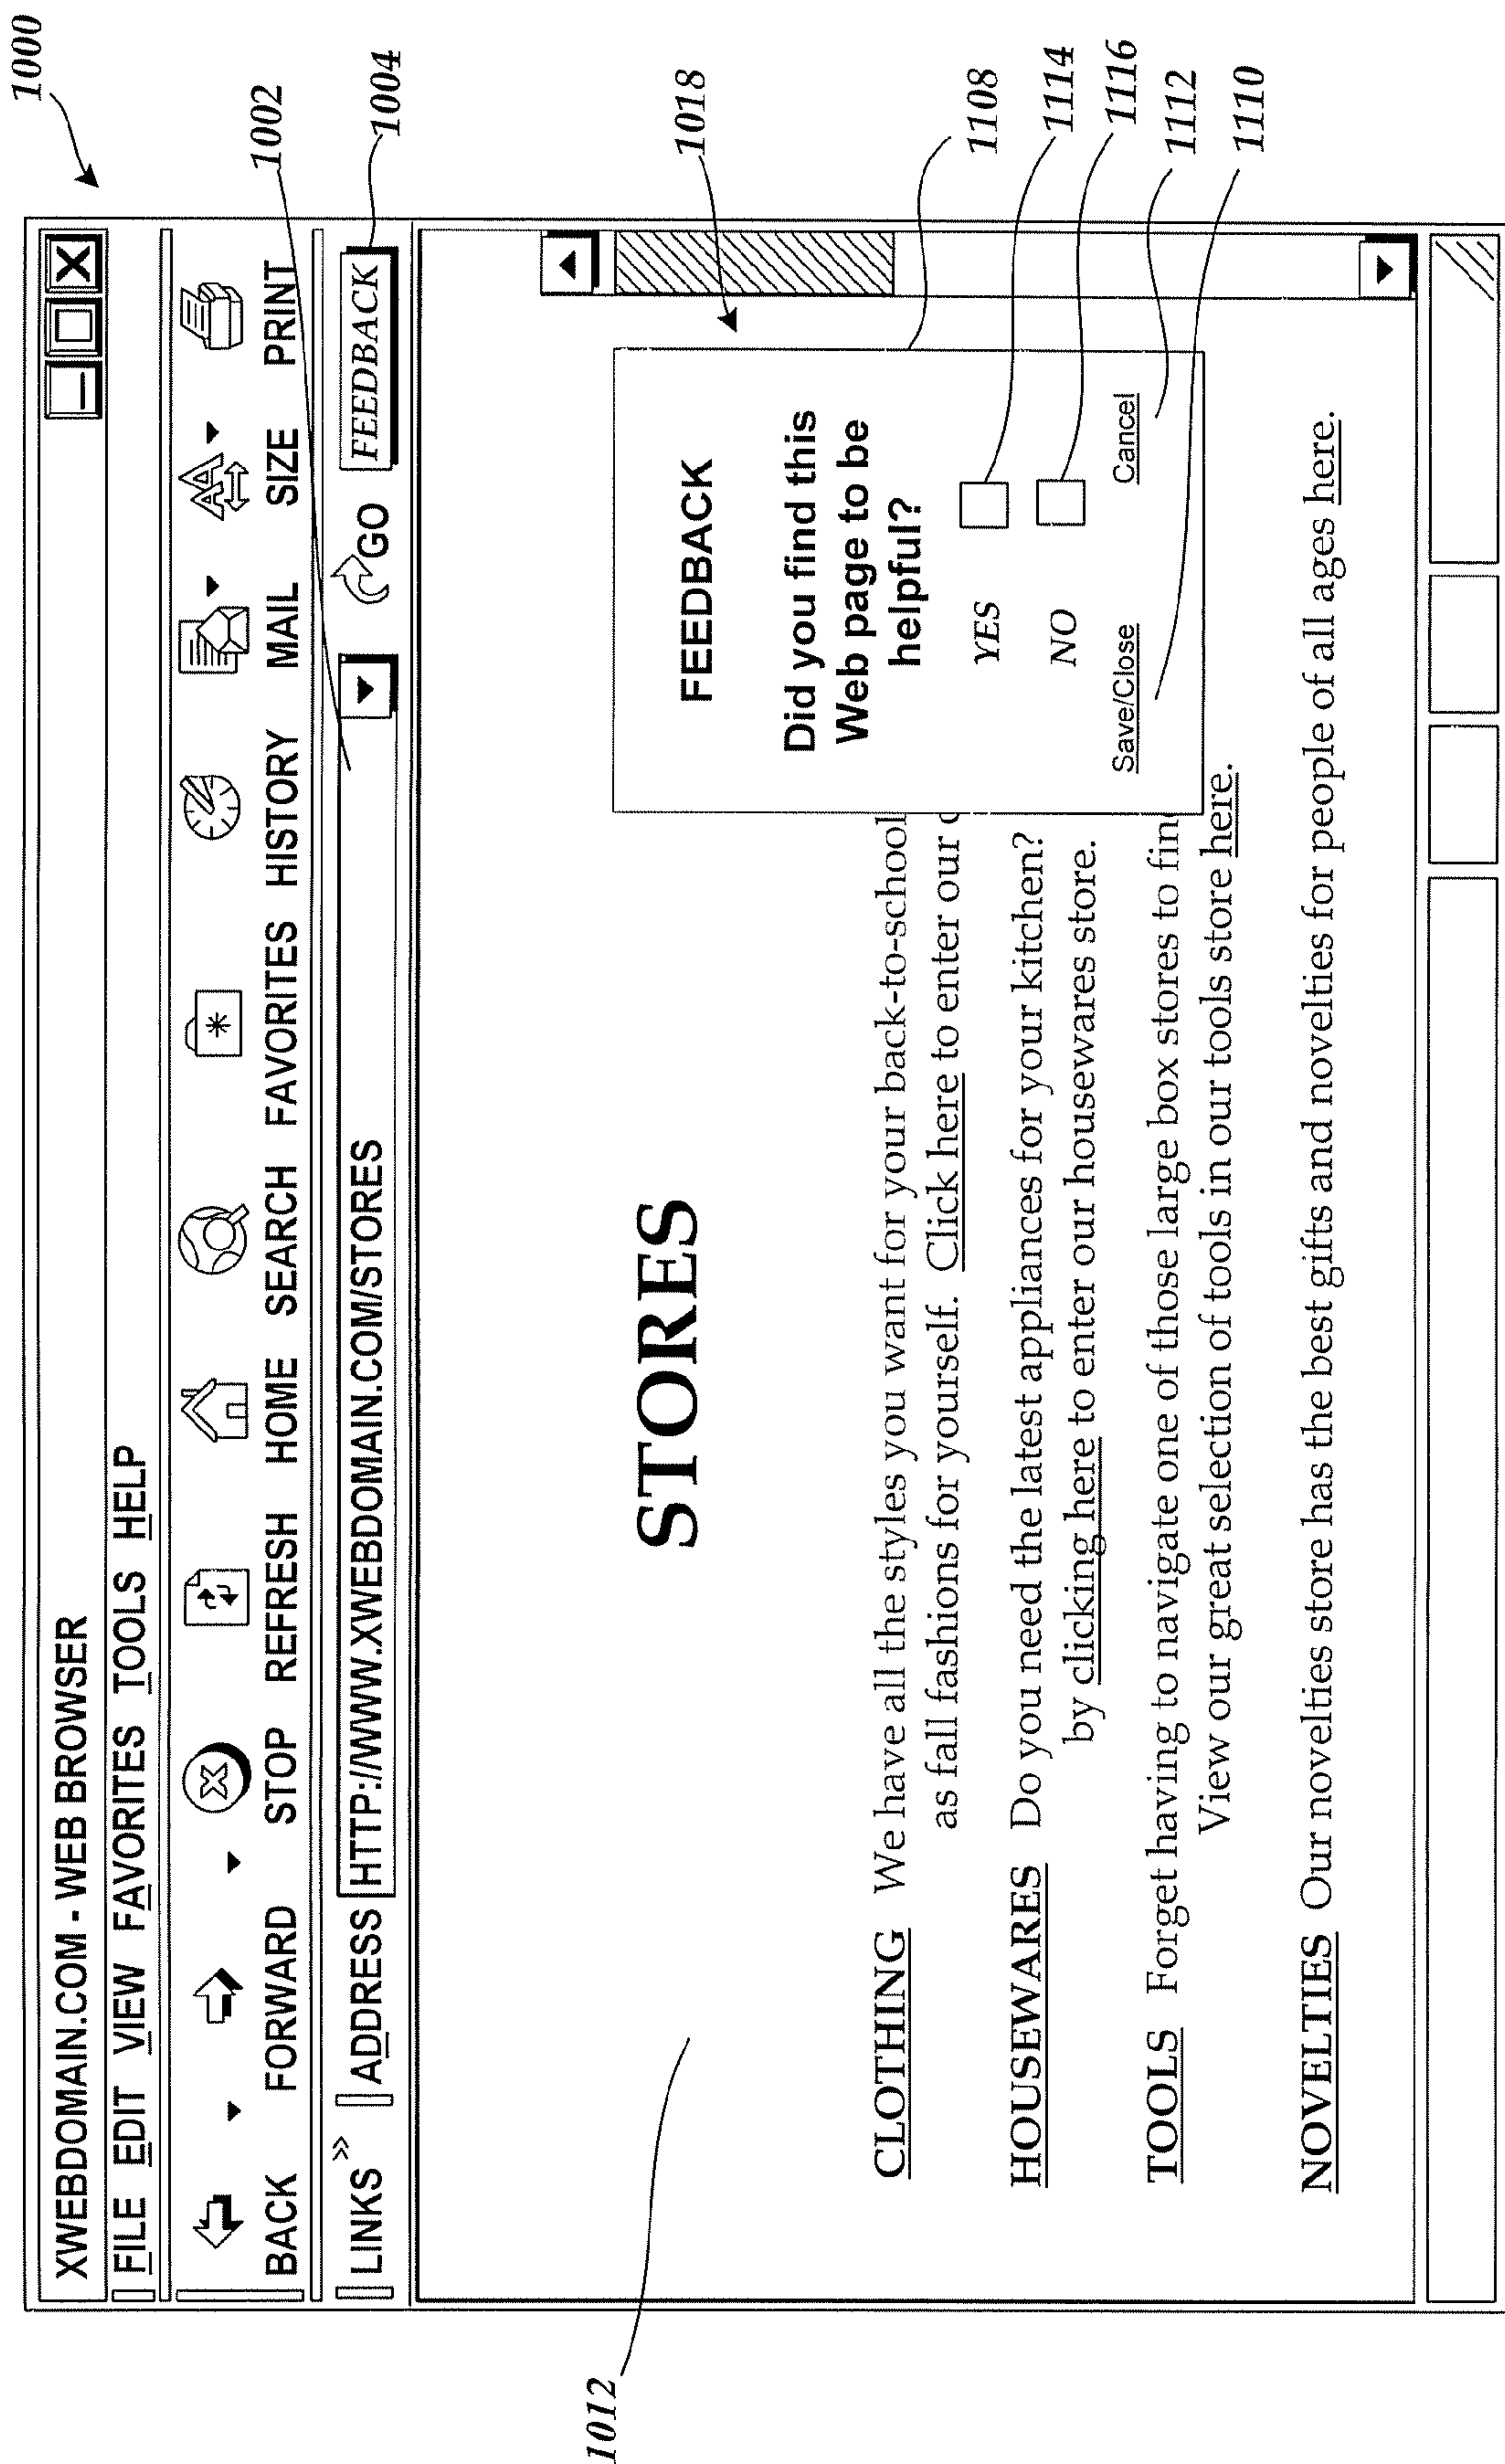 1000
XWEBDOMAIN.COM - WEB BROWSER
FILE EDIT VIEW FAVORITES TOOLS HELP
BACK FORWARD STOP REFRESH HOME SEARCH FAVORITES HISTORY MAIL SIZE PRINT
1002
LINKS » ADDRESS HTTP://WWW.XWEBDOMAIN.COM/STORES GO FEEDBACK
1004
1012
STORES
1018
FEEDBACK
Did you find this
Web page to be
helpful?
YES
NO
Save/Close Cancel
1108
1114
1116
1112
1110
CLOTHING We have all the styles you want for your back-to-school
as fall fashions for yourself. Click here to enter our
HOUSEWARES Do you need the latest appliances for your kitchen?
by clicking here to enter our housewares store.
TOOLS Forget having to navigate one of those large box stores to
View our great selection of tools in our tools store here.
NOVELTIES Our novelties store has the best gifts and novelties for people of all ages here.